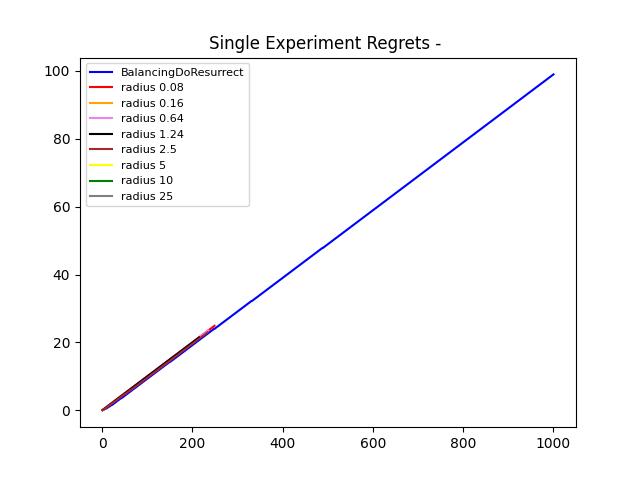 Single Experiment Regrets -
100
80
60
40
20
0
BalancingDoResurrect
radius 0.08
radius 0.16
radius 0.64
radius 1.24
radius 2.5
radius 5
radius 10
radius 25
0 200 400 600 800 1000